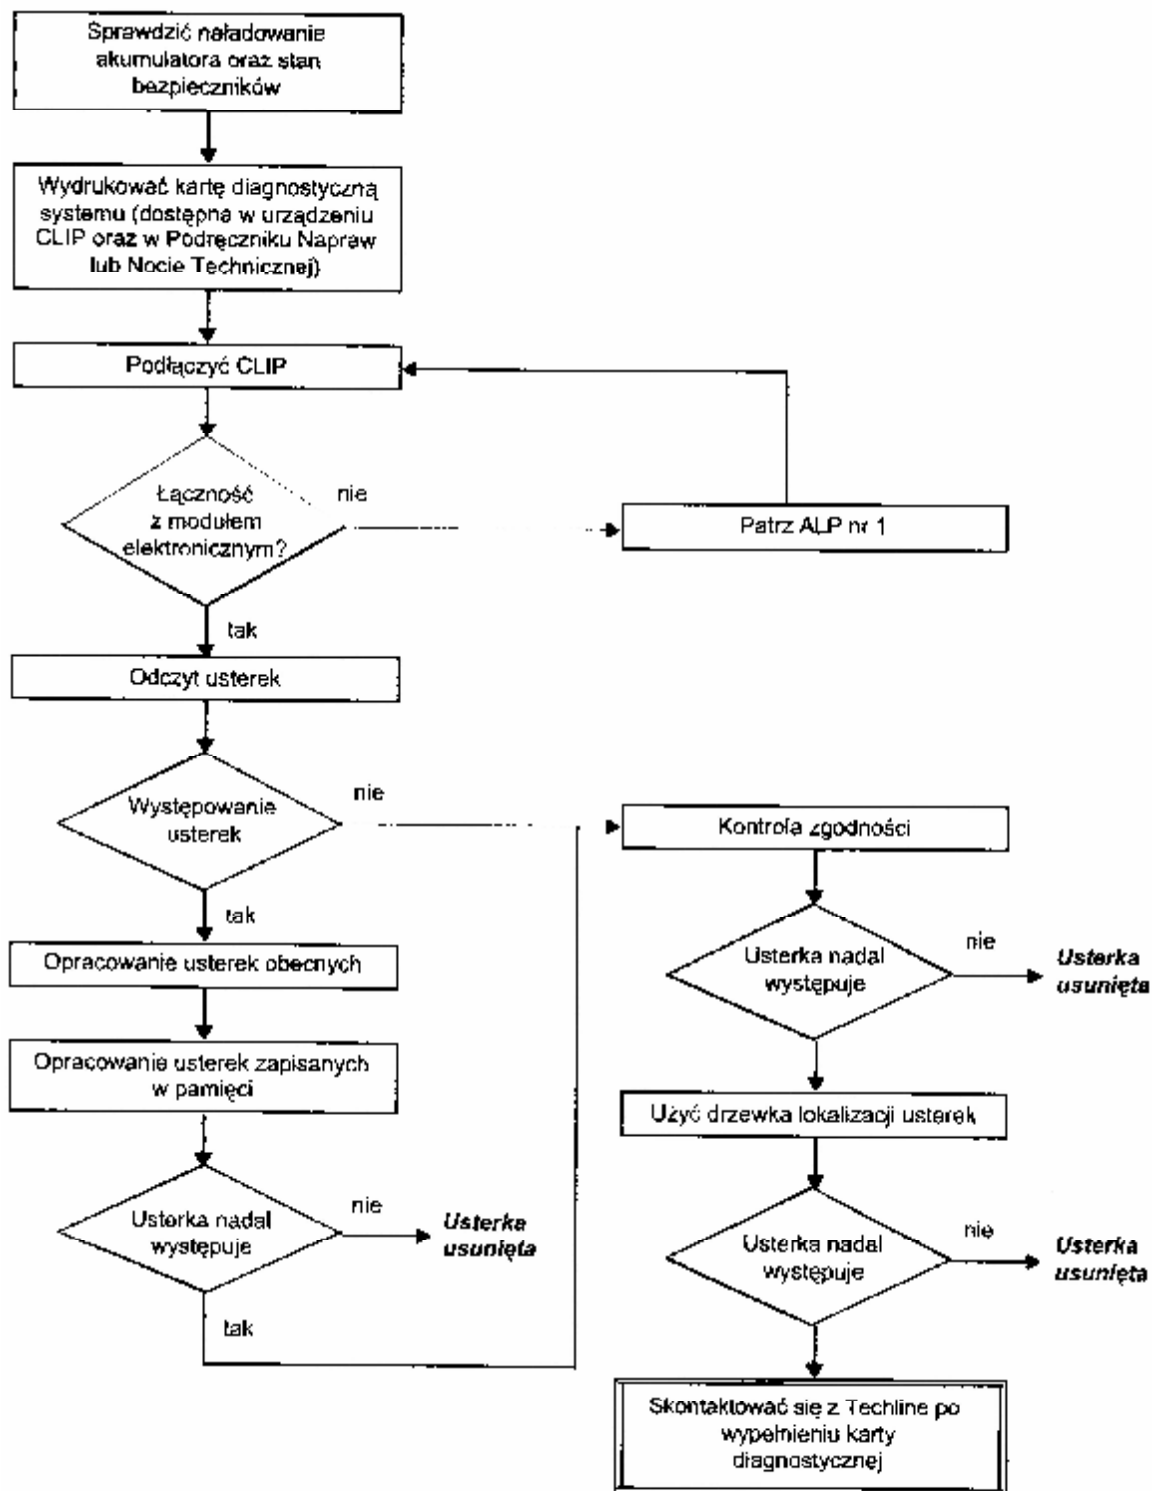 Sprawdzić naładowanie
akumulatora oraz stan
bezpieczników
Wydrukować kartę diagnostyczną
systemu (dostępna w urządzeniu
CLIP oraz w Podręczniku Napraw
lub Nocie Technicznej)
Podłączyć CLIP
Łączność
z modułem
elektronicznym?
nie
Patrz ALP nr 1
tak
Odczyt usterek
Występowanie
usterek
nie
Kontrola zgodności
tak
Opracowanie usterek obecnych
Usterka nadal
występuje
nie
Usterka
usunięta
Opracowanie usterek zapisanych
w pamięci
Użyć drzewka lokalizacji usterek
Usterka nadal
występuje
nie
Usterka
usunięta
tak
Usterka nadal
występuje
nie
Usterka
usunięta
Skontaktować się z Techline po
wypełnieniu karty
diagnostycznej